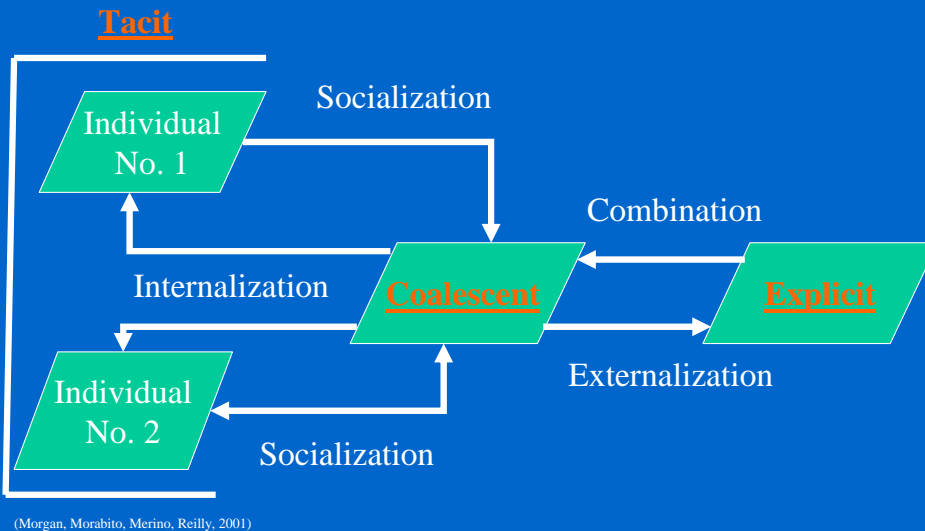 Tacit
Socialization
Individual
No. 1
Combination
Internalization
Coalescent
Explicit
Individual
No. 2
Externalization
Socialization
(Morgan, Morabito, Merino, Reilly, 2001)